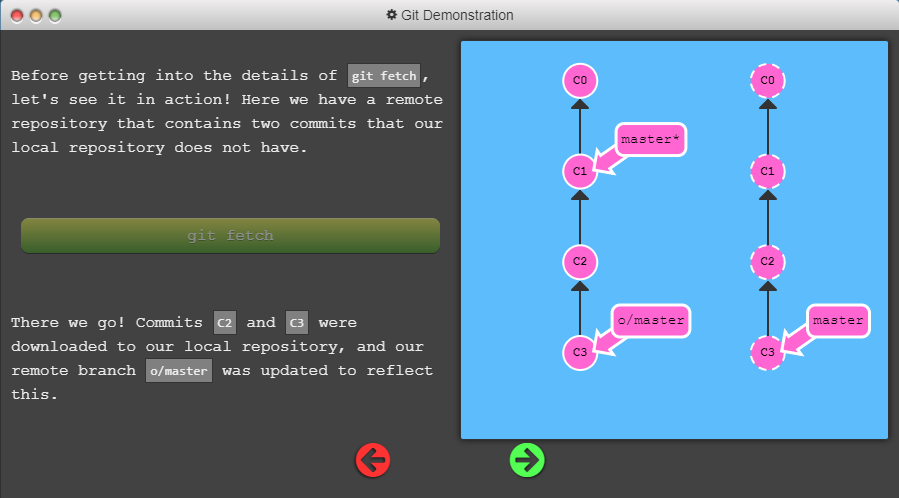 Git Demonstration
Before getting into the details of git fetch,
let's see it in action! Here we have a remote
repository that contains two commits that our
local repository does not have.
git fetch
There we go! Commits C2 and C3 were
downloaded to our local repository, and our
remote branch o/master was updated to reflect
this.
C0
master*
C1
C2
o/master
C3
C0
C1
C2
master
C3